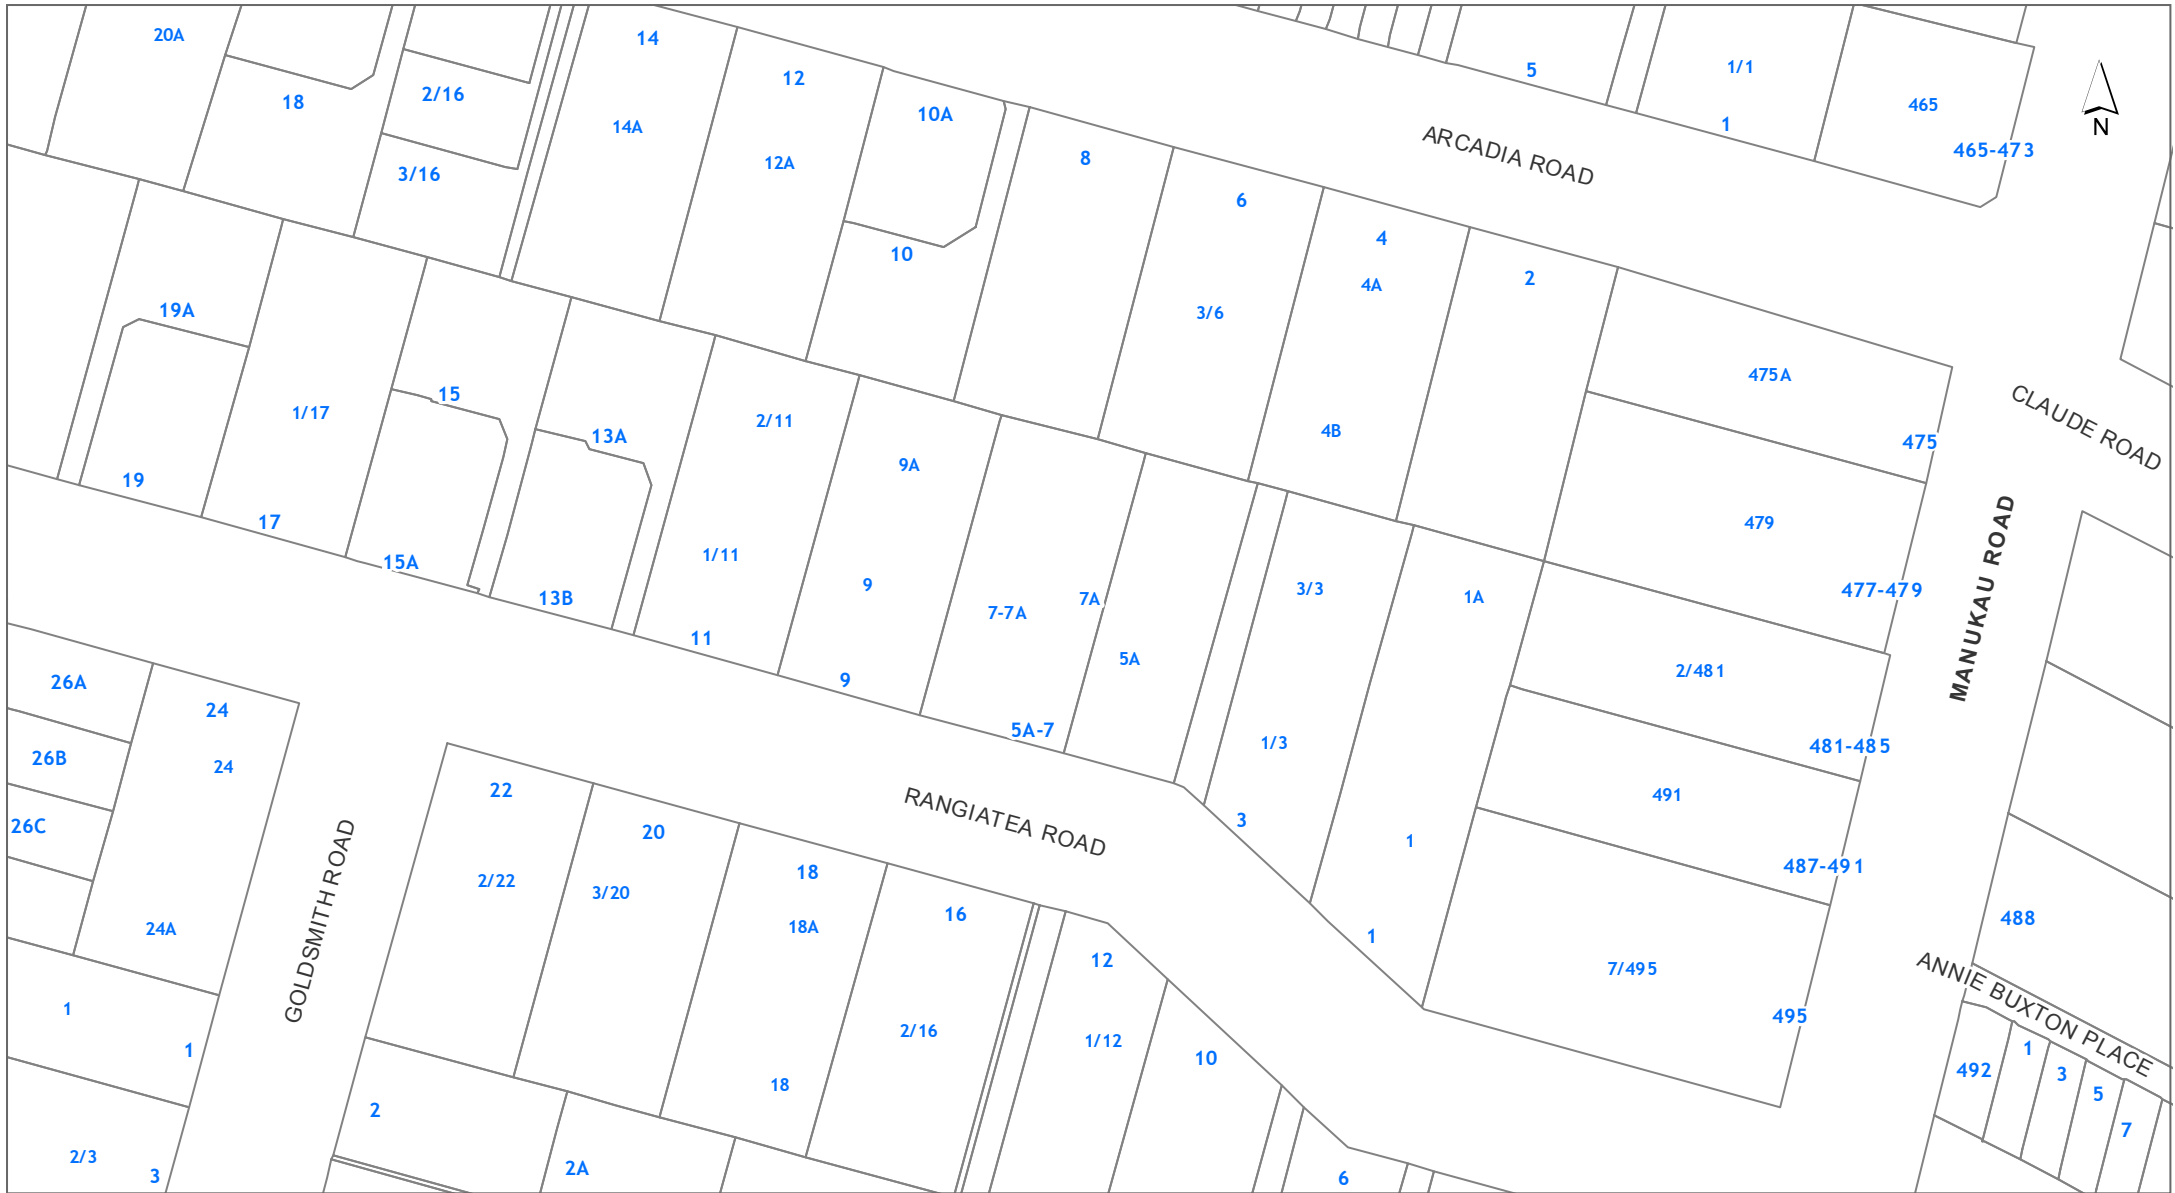 20A
14
5
1/1
12
2/16
18
465
10A
14A
1
N
ARCADIA ROAD
465-473
8
12A
3/16
6
4
10
2
4A
19A
3/6
475A
15
CLAUDE ROAD
1/17
2/11
13A
4B
475
9A
19
17
479
MANUKAU ROAD
1/11
15A
9
3/3
477-479
13B
7A
1A
7-7A
11
5A
2/481
26A
9
24
5A-7
1/3
481-485
26B
24
22
491
RANGIATEA ROAD
3
26C
20
1
487-491
18
2/22
3/20
GOLDSMITH ROAD
16
488
18A
24A
1
12
7/495
ANNIE BUXTON PLACE
1
495
2/16
1/12
1
10
1
492
3
18
5
2
7
2/3
2A
3
6